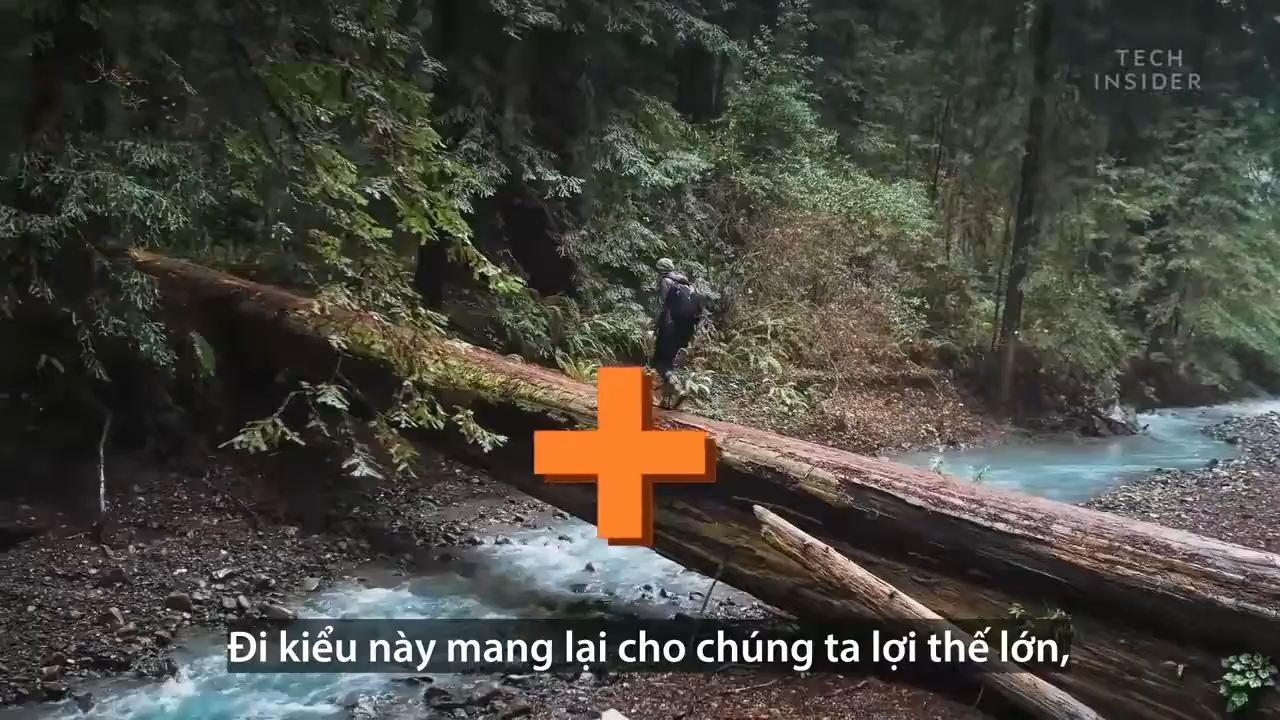 TECH
INSIDER
Đi kiểu này mang lại cho chúng ta lợi thế lớn,